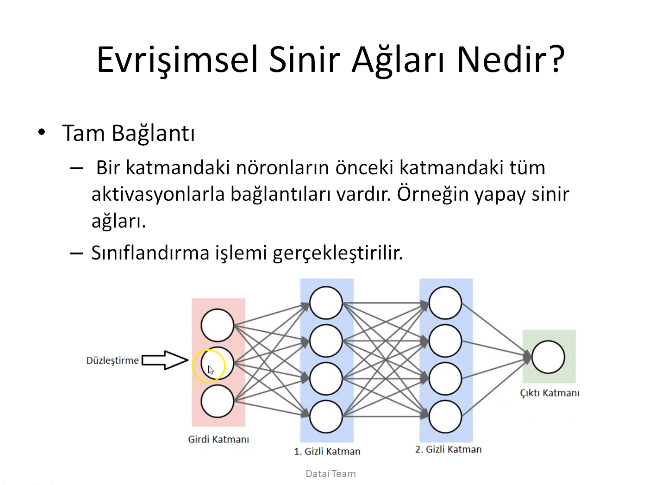 Evrişimsel Sinir Ağları Nedir?
• Tam Bağlantı
– Bir katmandaki nöronların önceki katmandaki tüm
aktivasyonlarla bağlantıları vardır. Örneğin yapay sinir
ağları.
– Sınıflandırma işlemi gerçekleştirilir.
Düzleştirme
Çıktı Katmanı
Girdi Katmanı
1. Gizli Katman
2. Gizli Katman
Datai Team